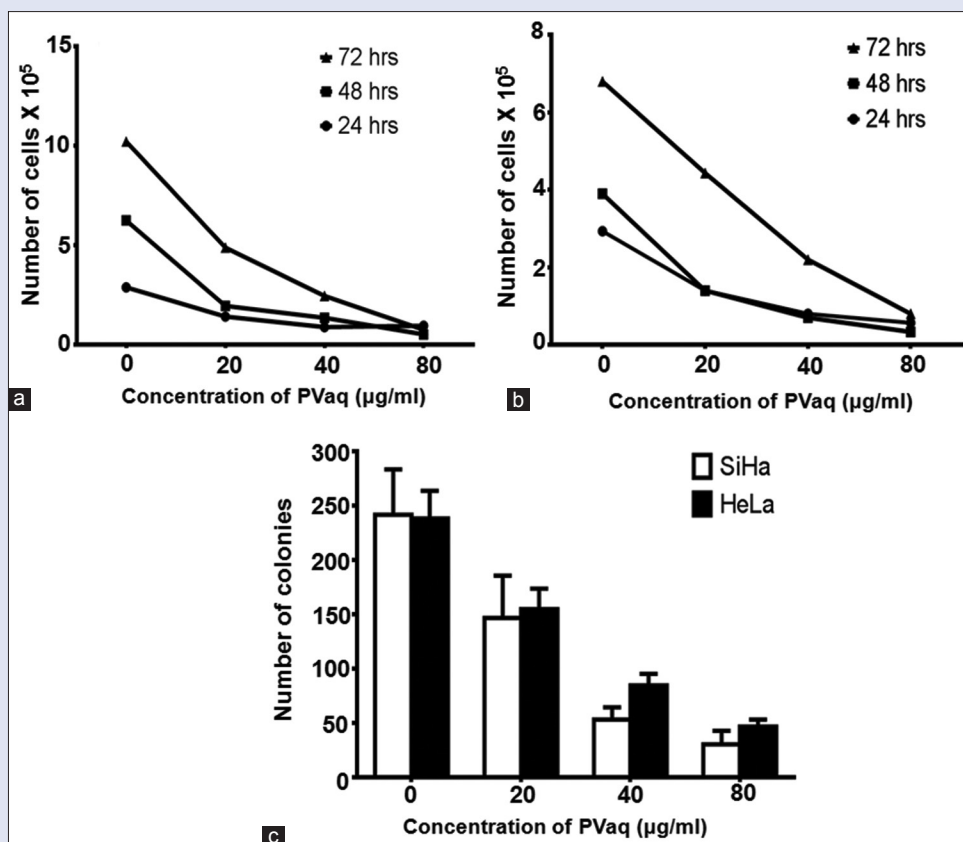 15
10
5
0
Number of cells X 10⁵
72 hrs
48 hrs
24 hrs
0 20 40 80
Concentration of PVaq (µg/ml)
a
8
6
4
2
0
Number of cells X 10⁵
72 hrs
48 hrs
24 hrs
0 20 40 80
Concentration of PVaq (µg/ml)
b
300
250
200
150
100
50
0
Number of colonies
SiHa
HeLa
0 20 40 80
Concentration of PVaq (µg/ml)
c